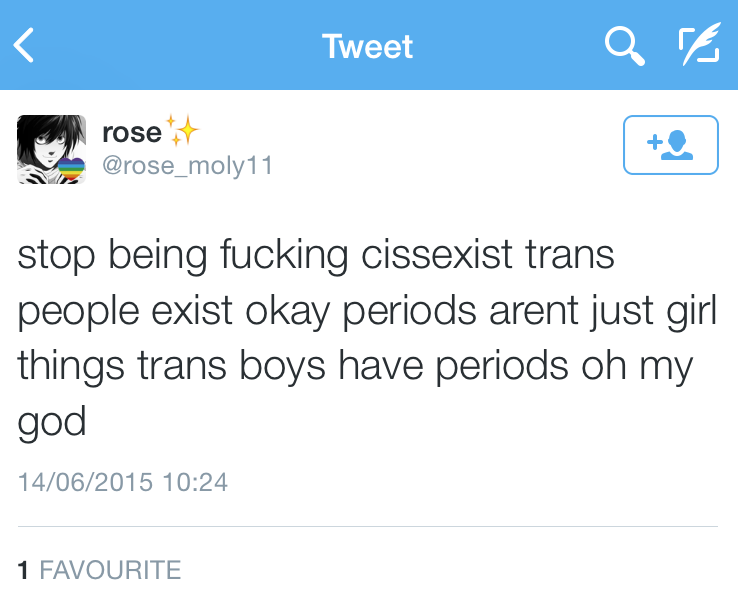 Tweet
rose✨
@rose_moly11
stop being fucking cissexist trans
people exist okay periods arent just girl
things trans boys have periods oh my
god
14/06/2015 10:24
1 FAVOURITE